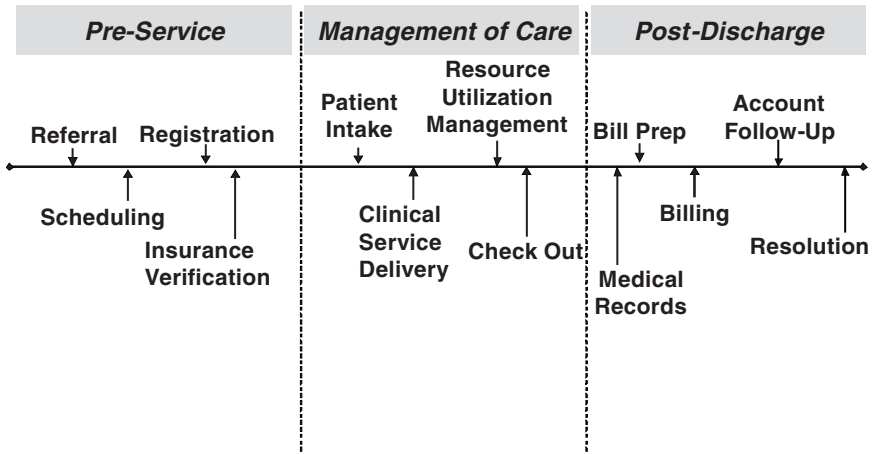 Pre-Service
Management of Care
Post-Discharge
Referral
Registration
Scheduling
Insurance
Verification
Patient
Intake
Resource
Utilization
Management
Clinical
Service
Delivery
Check Out
Bill Prep
Account
Follow-Up
Medical
Records
Billing
Resolution